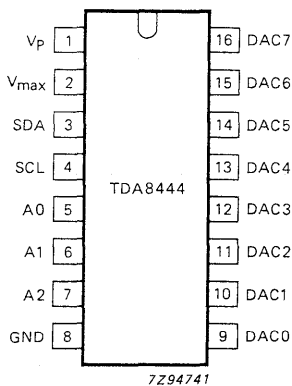 VP 1 16 DAC7
Vmax 2 15 DAC6
SDA 3 14 DAC5
SCL 4 13 DAC4
TDA8444
A0 5 12 DAC3
A1 6 11 DAC2
A2 7 10 DAC1
GND 8 9 DAC0
7Z94741